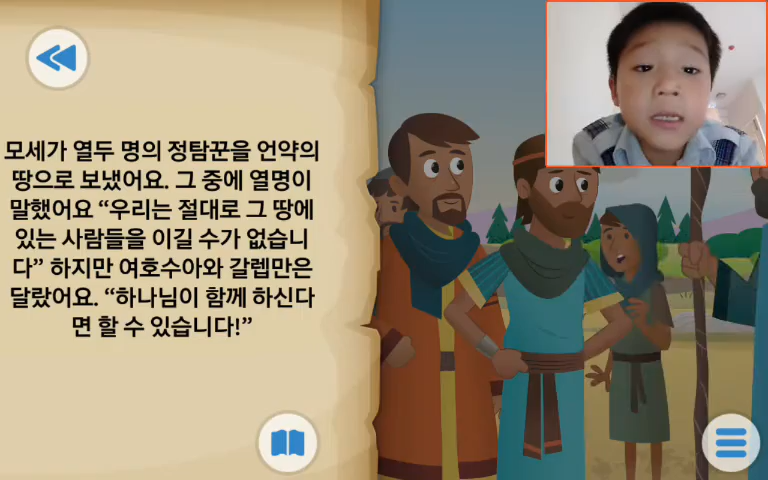 모세가 열두 명의 정탐꾼을 언약의
땅으로 보냈어요. 그 중에 열명이
말했어요 “우리는 절대로 그 땅에
있는 사람들을 이길 수가 없습니
다” 하지만 여호수아와 갈렙만은
달랐어요. “하나님이 함께 하신다
면 할 수 있습니다!”